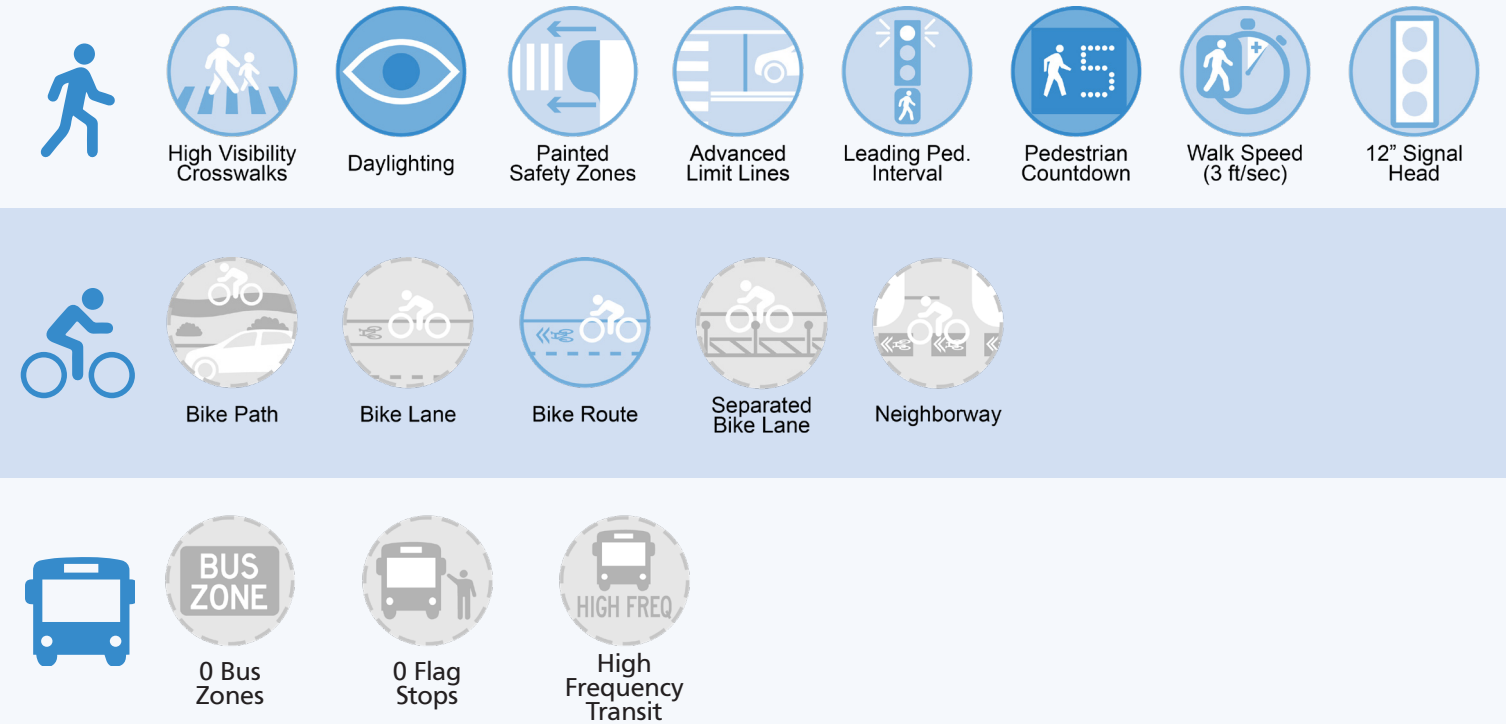 5
High Visibility
Crosswalks
Daylighting
Painted
Safety Zones
Advanced
Limit Lines
Leading Ped.
Interval
Pedestrian
Countdown
Walk Speed
(3 ft/sec)
12” Signal
Head
Bike Path
Bike Lane
Bike Route
Separated
Bike Lane
Neighborway
BUS
ZONE
HIGH FREQ
0 Bus
Zones
0 Flag
Stops
High
Frequency
Transit